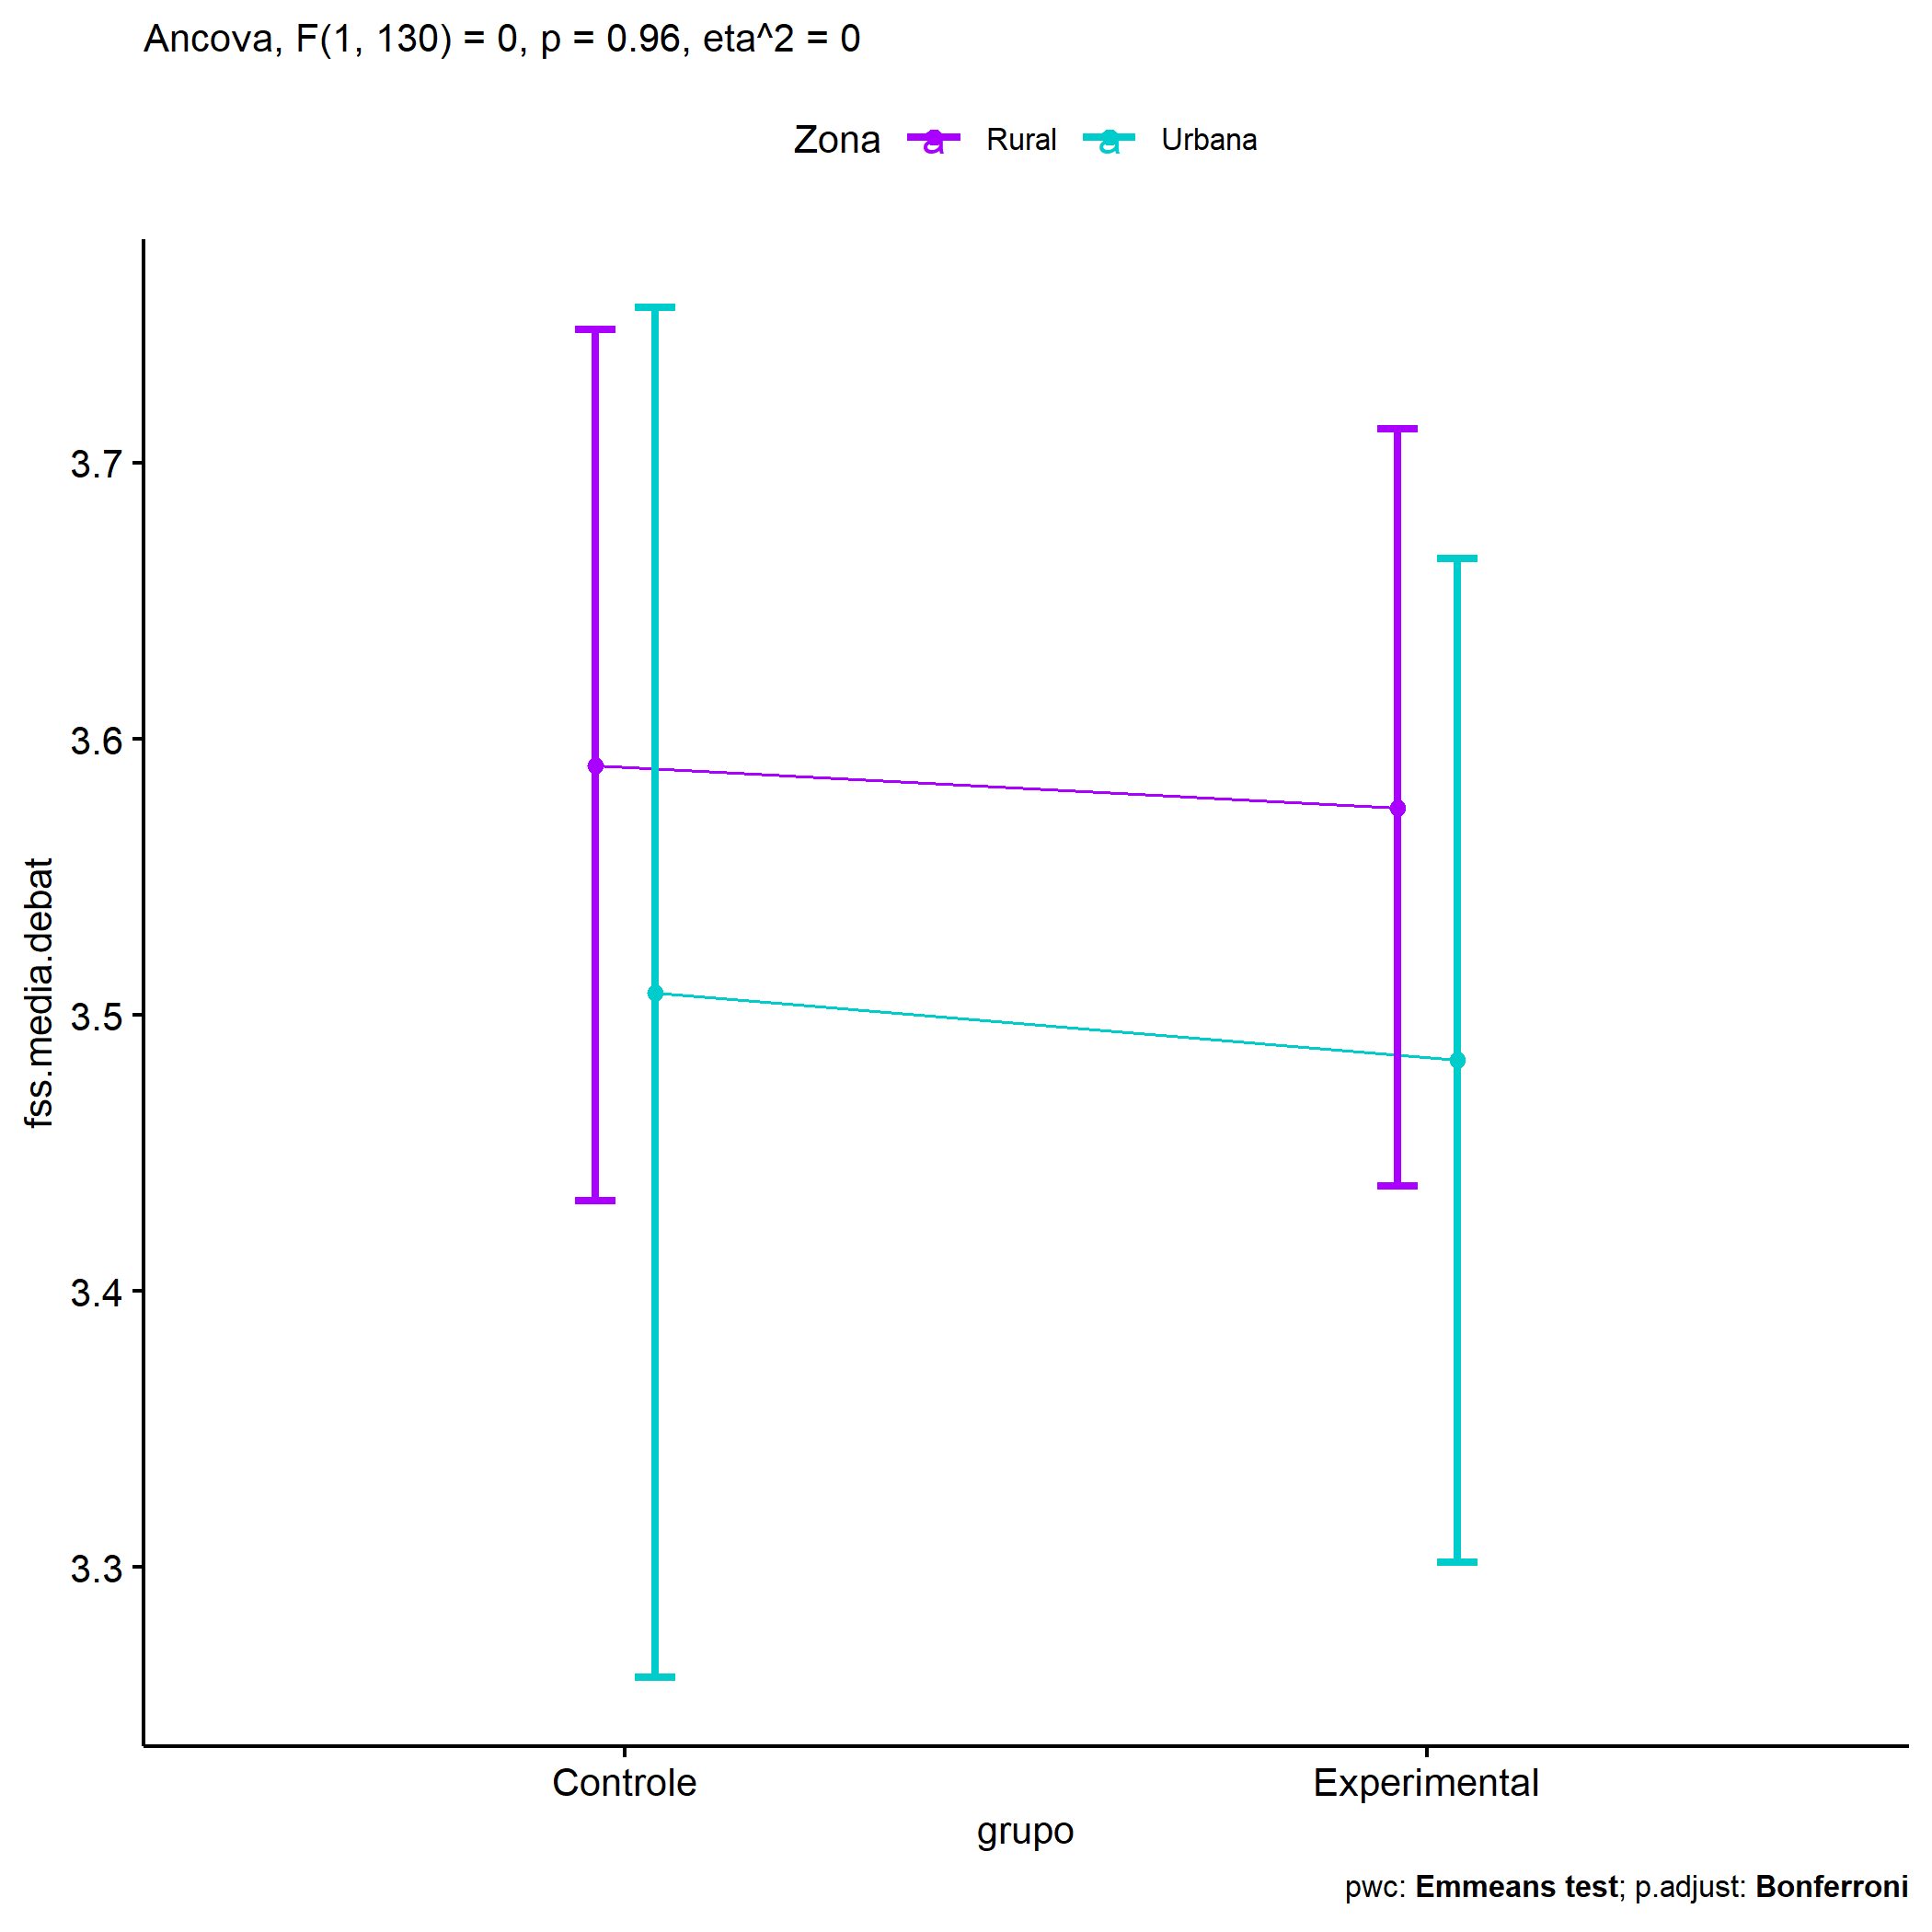 Ancova, F(1, 130) = 0, p = 0.96, eta^2 = 0
Zona a Rural a Urbana
3.7
3.6
3.5
3.4
3.3
fss.media.debat
Controle Experimental
grupo
pwc: Emmeans test; p.adjust: Bonferroni